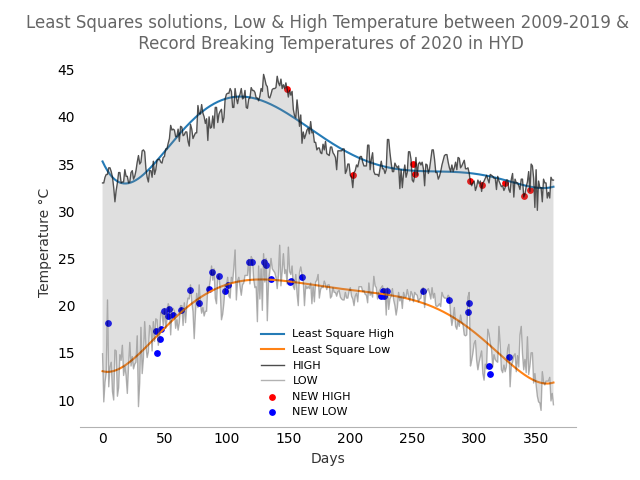 Least Squares solutions, Low & High Temperature between 2009-2019 &
Record Breaking Temperatures of 2020 in HYD
45
40
35
30
25
20
15
10
Temperature °C
Least Square High
Least Square Low
HIGH
LOW
NEW HIGH
NEW LOW
0 50 100 150 200 250 300 350
Days